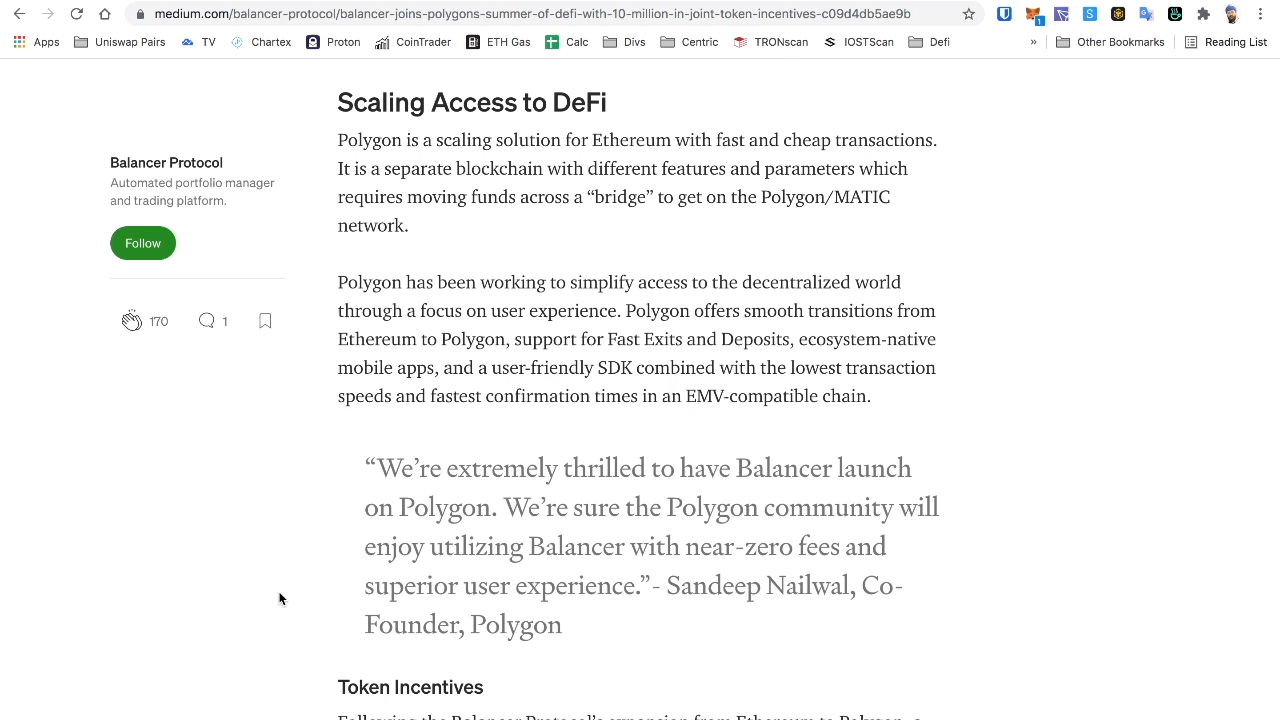 medium.com/balancer-protocol/balancer-joins-polygons-summer-of-defi-with-10-million-in-joint-token-incentives-c09d4db5ae9b
1
S
Apps
Uniswap Pairs
TV
Chartex
Proton
CoinTrader
ETH Gas
Calc
Divs
Centric
TRONscan
IOSTScan
Defi
»
Other Bookmarks
Reading List
Scaling Access to DeFi
Polygon is a scaling solution for Ethereum with fast and cheap transactions.
It is a separate blockchain with different features and parameters which
requires moving funds across a “bridge” to get on the Polygon/MATIC
network.
Balancer Protocol
Automated portfolio manager
and trading platform.
Follow
170
1
Polygon has been working to simplify access to the decentralized world
through a focus on user experience. Polygon offers smooth transitions from
Ethereum to Polygon, support for Fast Exits and Deposits, ecosystem-native
mobile apps, and a user-friendly SDK combined with the lowest transaction
speeds and fastest confirmation times in an EMV-compatible chain.
“We’re extremely thrilled to have Balancer launch
on Polygon. We’re sure the Polygon community will
enjoy utilizing Balancer with near-zero fees and
superior user experience.”- Sandeep Nailwal, Co-
Founder, Polygon
Token Incentives
Following the Balancer Protocol’s expansion from Ethereum to Polygon, a